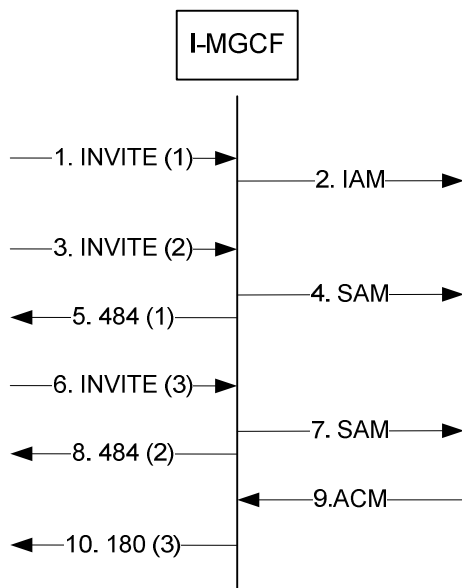 I-MGCF
1. INVITE (1)
2. IAM
3. INVITE (2)
4. SAM
5. 484 (1)
6. INVITE (3)
7. SAM
8. 484 (2)
9.ACM
10. 180 (3)